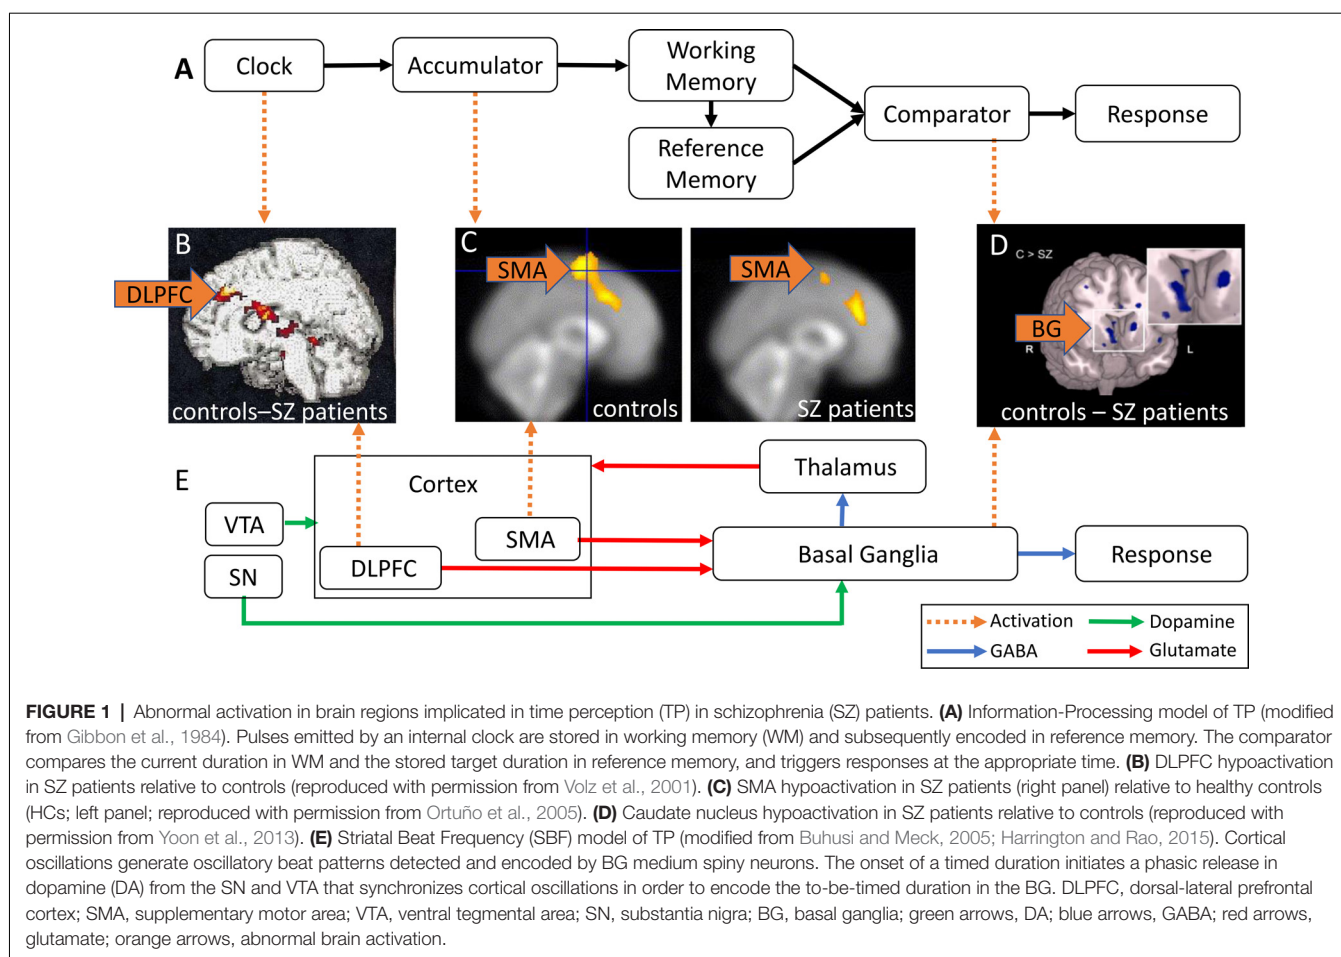 A
Clock
Accumulator
Working
Memory
Reference
Memory
Comparator
Response
B
DLPFC
controls–SZ patients
C
SMA
controls
SMA
SZ patients
D
C > SZ
BG
R
L
controls – SZ patients
E
VTA
SN
Cortex
SMA
DLPFC
Thalamus
Basal Ganglia
Response
Activation
Dopamine
GABA
Glutamate
FIGURE 1 | Abnormal activation in brain regions implicated in time perception (TP) in schizophrenia (SZ) patients. (A) Information-Processing model of TP (modified
from Gibbon et al., 1984). Pulses emitted by an internal clock are stored in working memory (WM) and subsequently encoded in reference memory. The comparator
compares the current duration in WM and the stored target duration in reference memory, and triggers responses at the appropriate time. (B) DLPFC hypoactivation
in SZ patients relative to controls (reproduced with permission from Volz et al., 2001). (C) SMA hypoactivation in SZ patients (right panel) relative to healthy controls
(HCs; left panel; reproduced with permission from Ortuño et al., 2005). (D) Caudate nucleus hypoactivation in SZ patients relative to controls (reproduced with
permission from Yoon et al., 2013). (E) Striatal Beat Frequency (SBF) model of TP (modified from Buhusi and Meck, 2005; Harrington and Rao, 2015). Cortical
oscillations generate oscillatory beat patterns detected and encoded by BG medium spiny neurons. The onset of a timed duration initiates a phasic release in
dopamine (DA) from the SN and VTA that synchronizes cortical oscillations in order to encode the to-be-timed duration in the BG. DLPFC, dorsal-lateral prefrontal
cortex; SMA, supplementary motor area; VTA, ventral tegmental area; SN, substantia nigra; BG, basal ganglia; green arrows, DA; blue arrows, GABA; red arrows,
glutamate; orange arrows, abnormal brain activation.